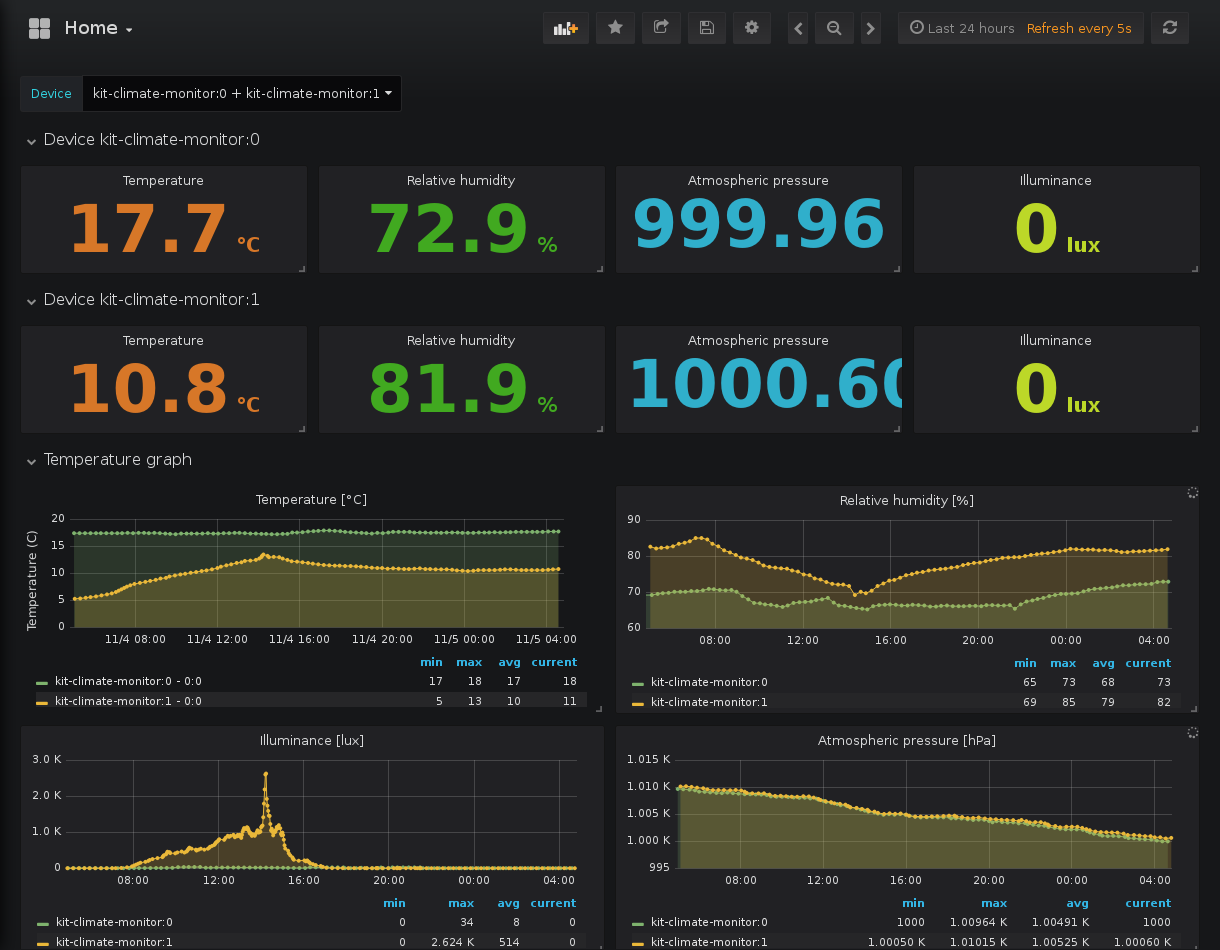 Home
Last 24 hours Refresh every 5s
Device kit-climate-monitor:0 + kit-climate-monitor:1
Device kit-climate-monitor:0
Temperature Relative humidity Atmospheric pressure Illuminance
17.7 °C 72.9 % 999.96 0 lux
Device kit-climate-monitor:1
Temperature Relative humidity Atmospheric pressure Illuminance
10.8 °C 81.9 % 1000.60 0 lux
Temperature graph
Temperature [°C]
Temperature (C)
20
15
10
5
0
11/4 08:00 11/4 12:00 11/4 16:00 11/4 20:00 11/5 00:00 11/5 04:00
min max avg current
kit-climate-monitor:0 - 0:0 17 18 17 18
kit-climate-monitor:1 - 0:0 5 13 10 11
Relative humidity [%]
90
80
70
60
08:00 12:00 16:00 20:00 00:00 04:00
min max avg current
kit-climate-monitor:0 65 73 68 73
kit-climate-monitor:1 69 85 79 82
Illuminance [lux]
3.0 K
2.0 K
1.0 K
0
08:00 12:00 16:00 20:00 00:00 04:00
min max avg current
kit-climate-monitor:0 0 34 8 0
kit-climate-monitor:1 0 2.624 K 514 0
Atmospheric pressure [hPa]
1.015 K
1.010 K
1.005 K
1.000 K
995
08:00 12:00 16:00 20:00 00:00 04:00
min max avg current
kit-climate-monitor:0 1000 1.00964 K 1.00491 K 1000
kit-climate-monitor:1 1.00050 K 1.01015 K 1.00525 K 1.00060 K